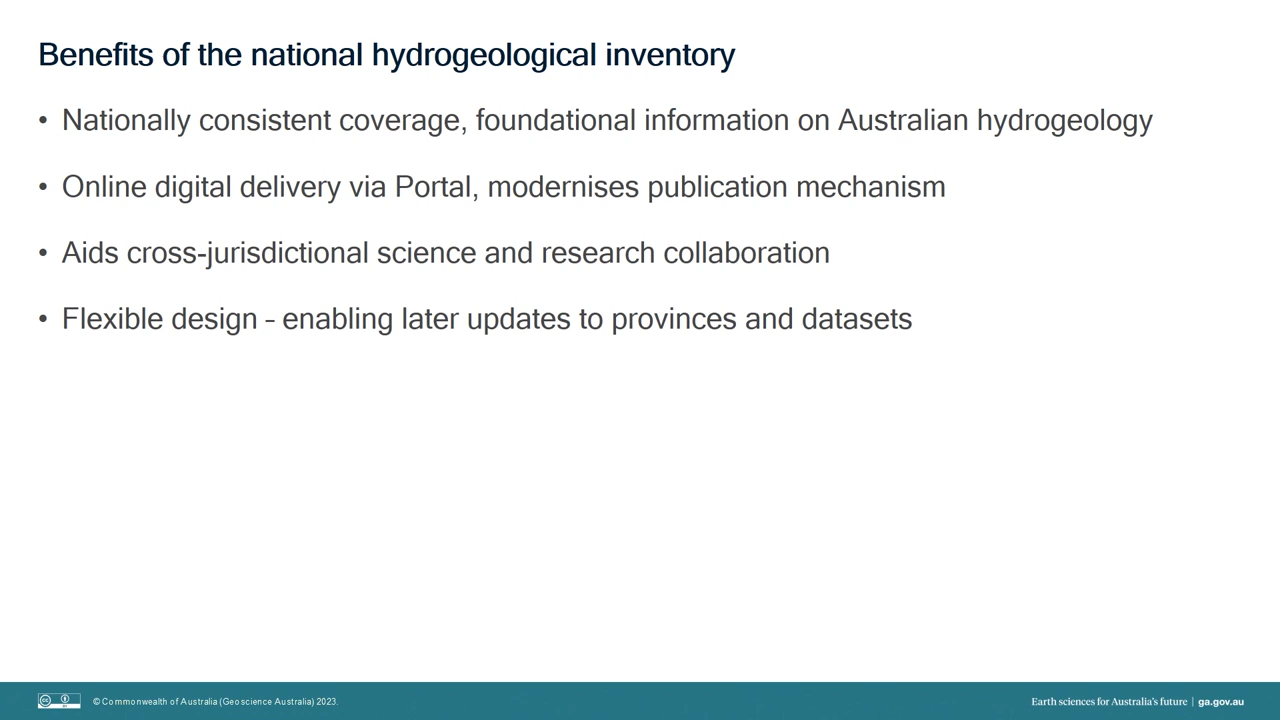 Benefits of the national hydrogeological inventory
• Nationally consistent coverage, foundational information on Australian hydrogeology
• Online digital delivery via Portal, modernises publication mechanism
• Aids cross-jurisdictional science and research collaboration
• Flexible design – enabling later updates to provinces and datasets
© Commonwealth of Australia (Geoscience Australia) 2023.
Earth sciences for Australia's future | ga.gov.au